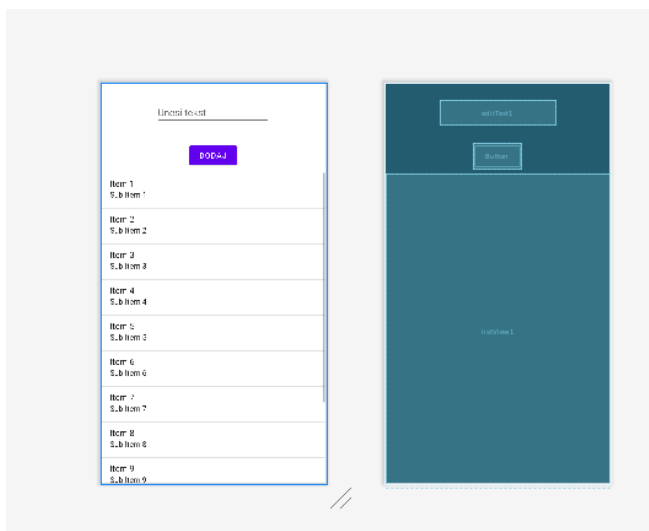 Unesi tekst
DODAJ
Item 1
Sub Item 1
Item 2
Sub Item 2
Item 3
Sub Item 3
Item 4
Sub Item 4
Item 5
Sub Item 5
Item 6
Sub Item 6
Item 7
Sub Item 7
Item 8
Sub Item 8
Item 9
Sub Item 9
editText1
Button
listView1